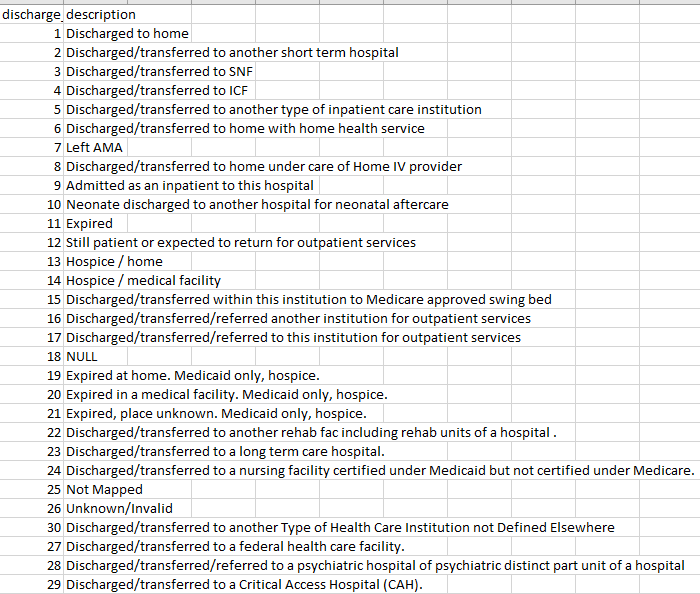 discharge_ description
1 Discharged to home
2 Discharged/transferred to another short term hospital
3 Discharged/transferred to SNF
4 Discharged/transferred to ICF
5 Discharged/transferred to another type of inpatient care institution
6 Discharged/transferred to home with home health service
7 Left AMA
8 Discharged/transferred to home under care of Home IV provider
9 Admitted as an inpatient to this hospital
10 Neonate discharged to another hospital for neonatal aftercare
11 Expired
12 Still patient or expected to return for outpatient services
13 Hospice / home
14 Hospice / medical facility
15 Discharged/transferred within this institution to Medicare approved swing bed
16 Discharged/transferred/referred another institution for outpatient services
17 Discharged/transferred/referred to this institution for outpatient services
18 NULL
19 Expired at home. Medicaid only, hospice.
20 Expired in a medical facility. Medicaid only, hospice.
21 Expired, place unknown. Medicaid only, hospice.
22 Discharged/transferred to another rehab fac including rehab units of a hospital .
23 Discharged/transferred to a long term care hospital.
24 Discharged/transferred to a nursing facility certified under Medicaid but not certified under Medicare.
25 Not Mapped
26 Unknown/Invalid
30 Discharged/transferred to another Type of Health Care Institution not Defined Elsewhere
27 Discharged/transferred to a federal health care facility.
28 Discharged/transferred/referred to a psychiatric hospital of psychiatric distinct part unit of a hospital
29 Discharged/transferred to a Critical Access Hospital (CAH).